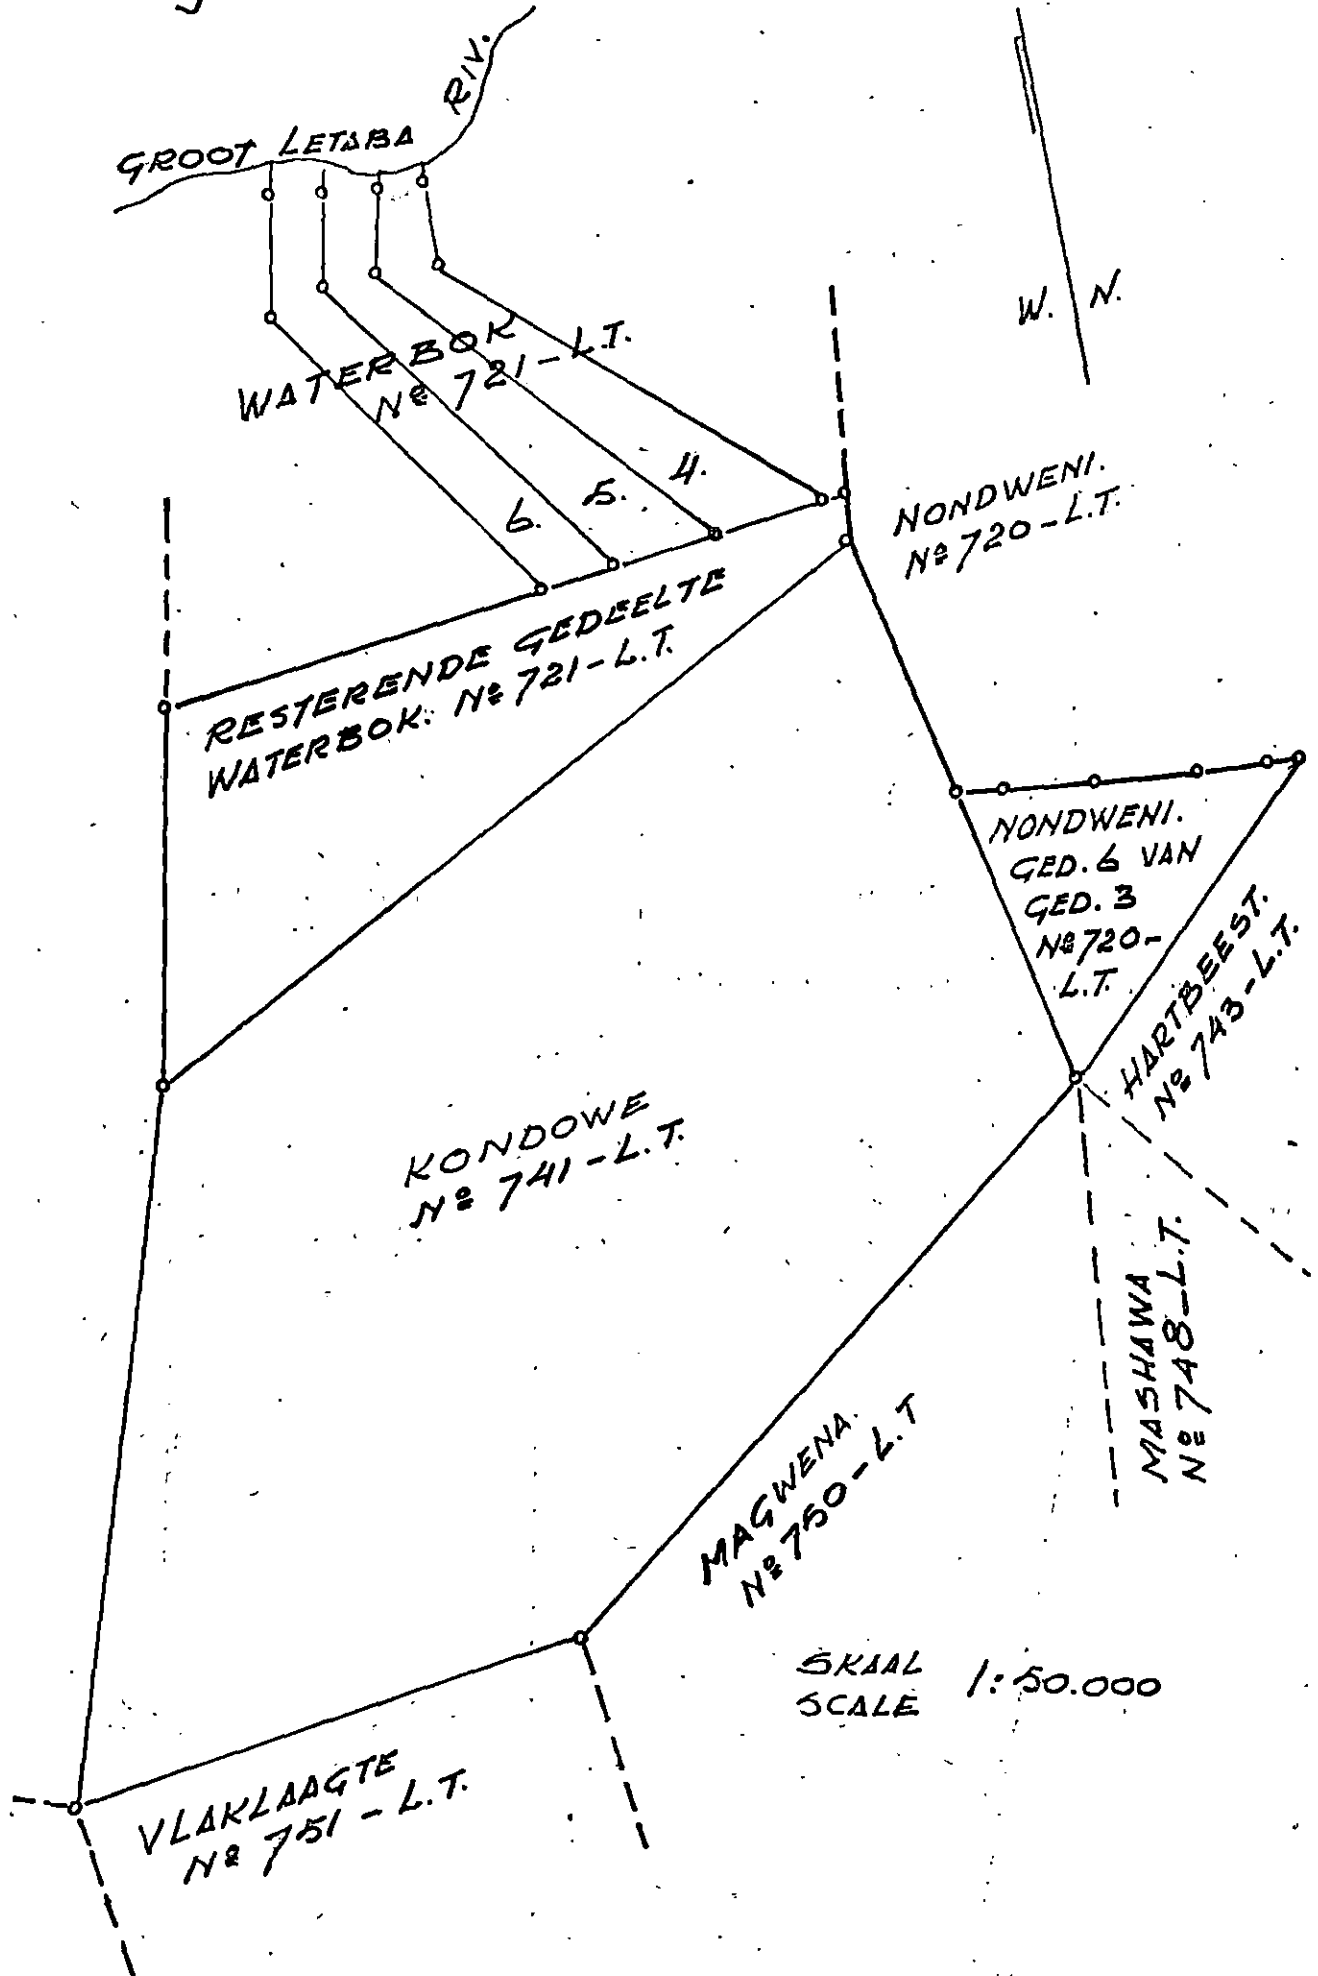 GROOT LETABA RIV.
W. N.
WATERBOK
Nº 721-L.T.
4.
5.
6.
NONDWENI.
Nº 720-L.T.
RESTERENDE GEDEELTE
WATERBOK. Nº 721-L.T.
NONDWENI.
GED. 6 VAN
GED. 3
Nº 720-
L.T.
HARTBEEST.
Nº 743-L.T.
KONDOWE
Nº 741-L.T.
MASHAWA
Nº 748-L.T.
MAGWENA.
Nº 750-L.T
SKAAL
SCALE 1:50.000
VLAKLAAGTE
Nº 751-L.T.